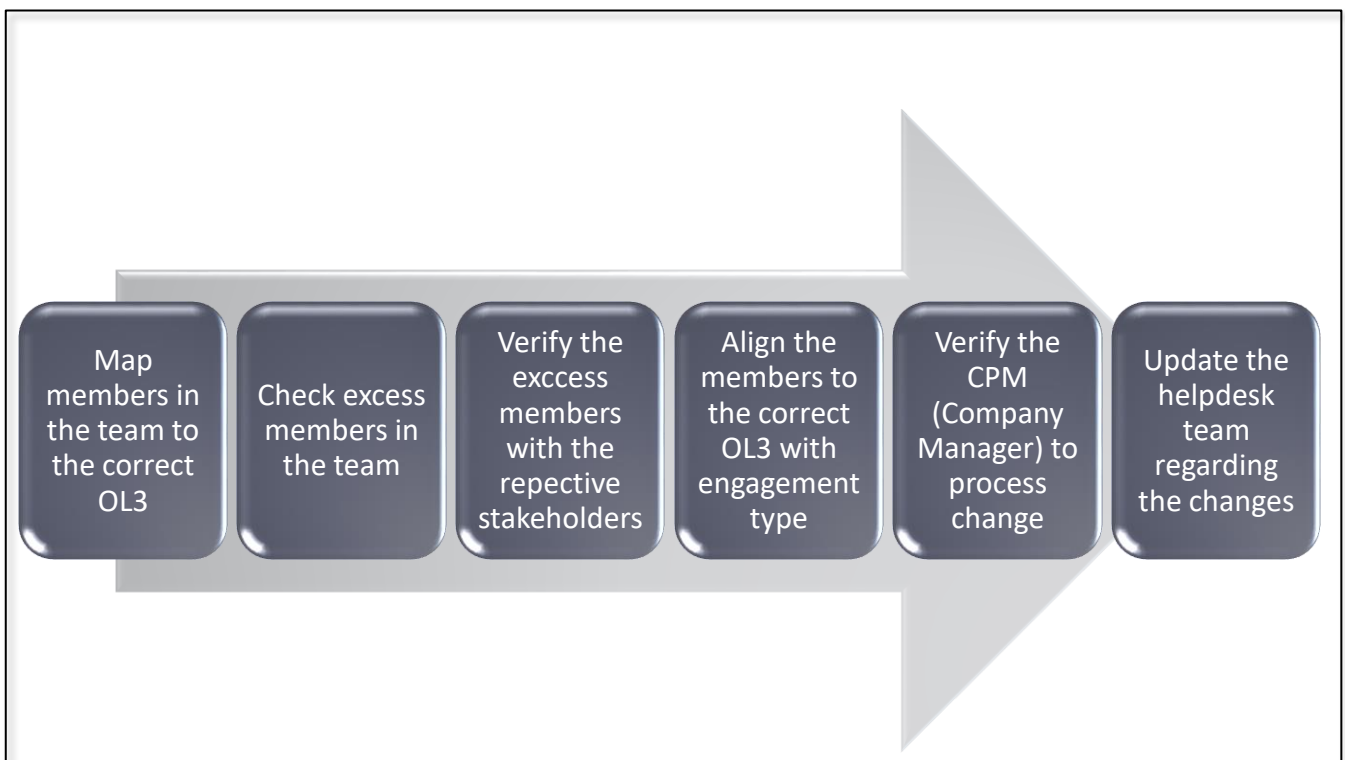 Map
members in
the team to
the correct
OL3
Check excess
members in
the team
Verify the
exccess
members
with the
repective
stakeholders
Align the
members to
the correct
OL3 with
engagement
type
Verify the
CPM
(Company
Manager) to
process
change
Update the
helpdesk
team
regarding
the changes